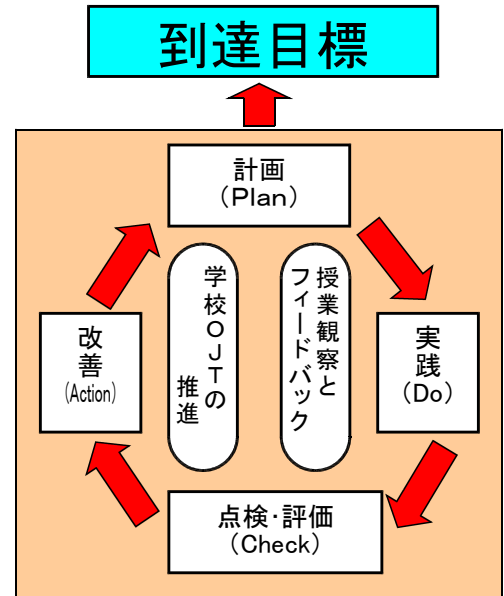 到達目標
計画
（Plan）
学校ＯＪＴの
推進
授業観察と
フィードバック
改善
(Action)
実践
（Do）
点検･評価
（Check）